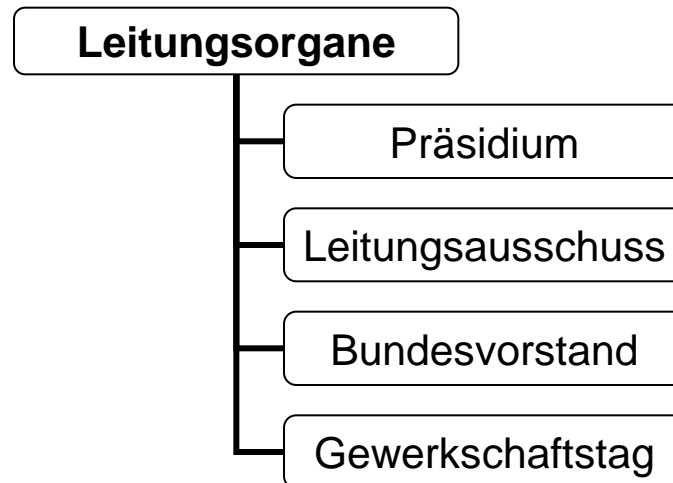 Leitungsorgane
Präsidium
Leitungsausschuss
Bundesvorstand
Gewerkschaftstag